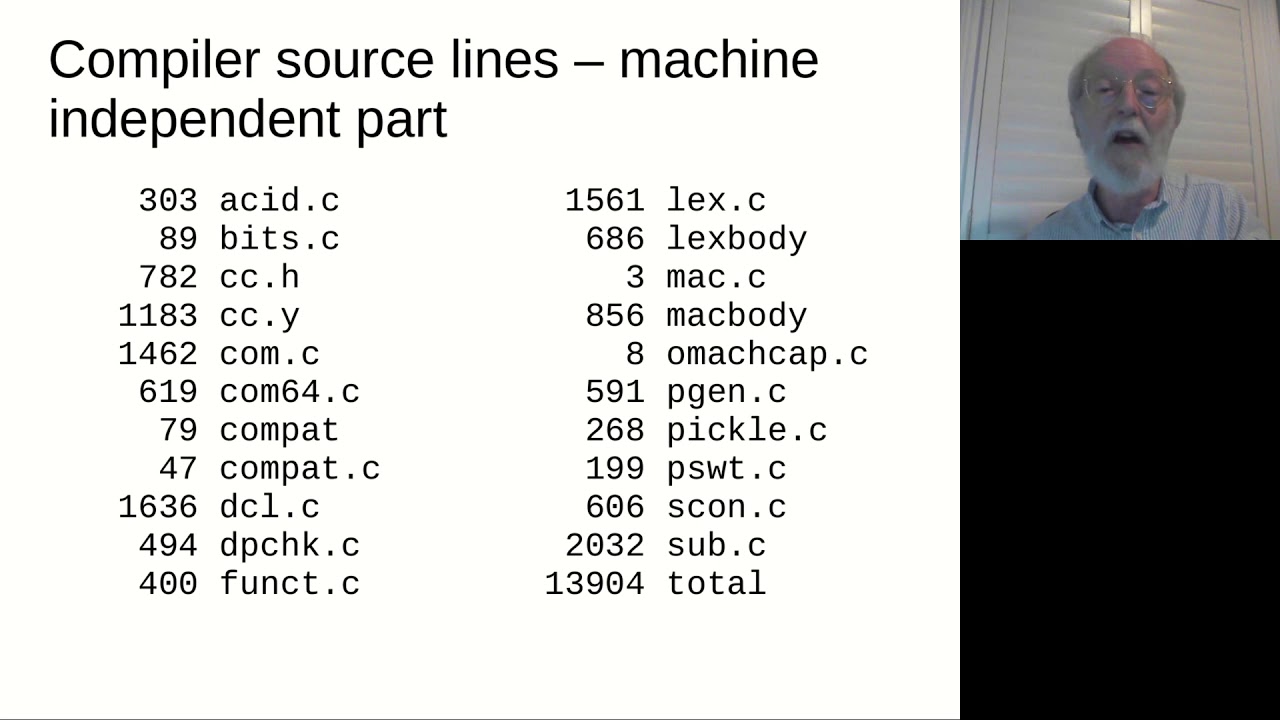 Compiler source lines – machine
independent part
303 acid.c
89 bits.c
782 cc.h
1183 cc.y
1462 com.c
619 com64.c
79 compat
47 compat.c
1636 dcl.c
494 dpchk.c
400 funct.c
1561 lex.c
686 lexbody
3 mac.c
856 macbody
8 omachcap.c
591 pgen.c
268 pickle.c
199 pswt.c
606 scon.c
2032 sub.c
13904 total